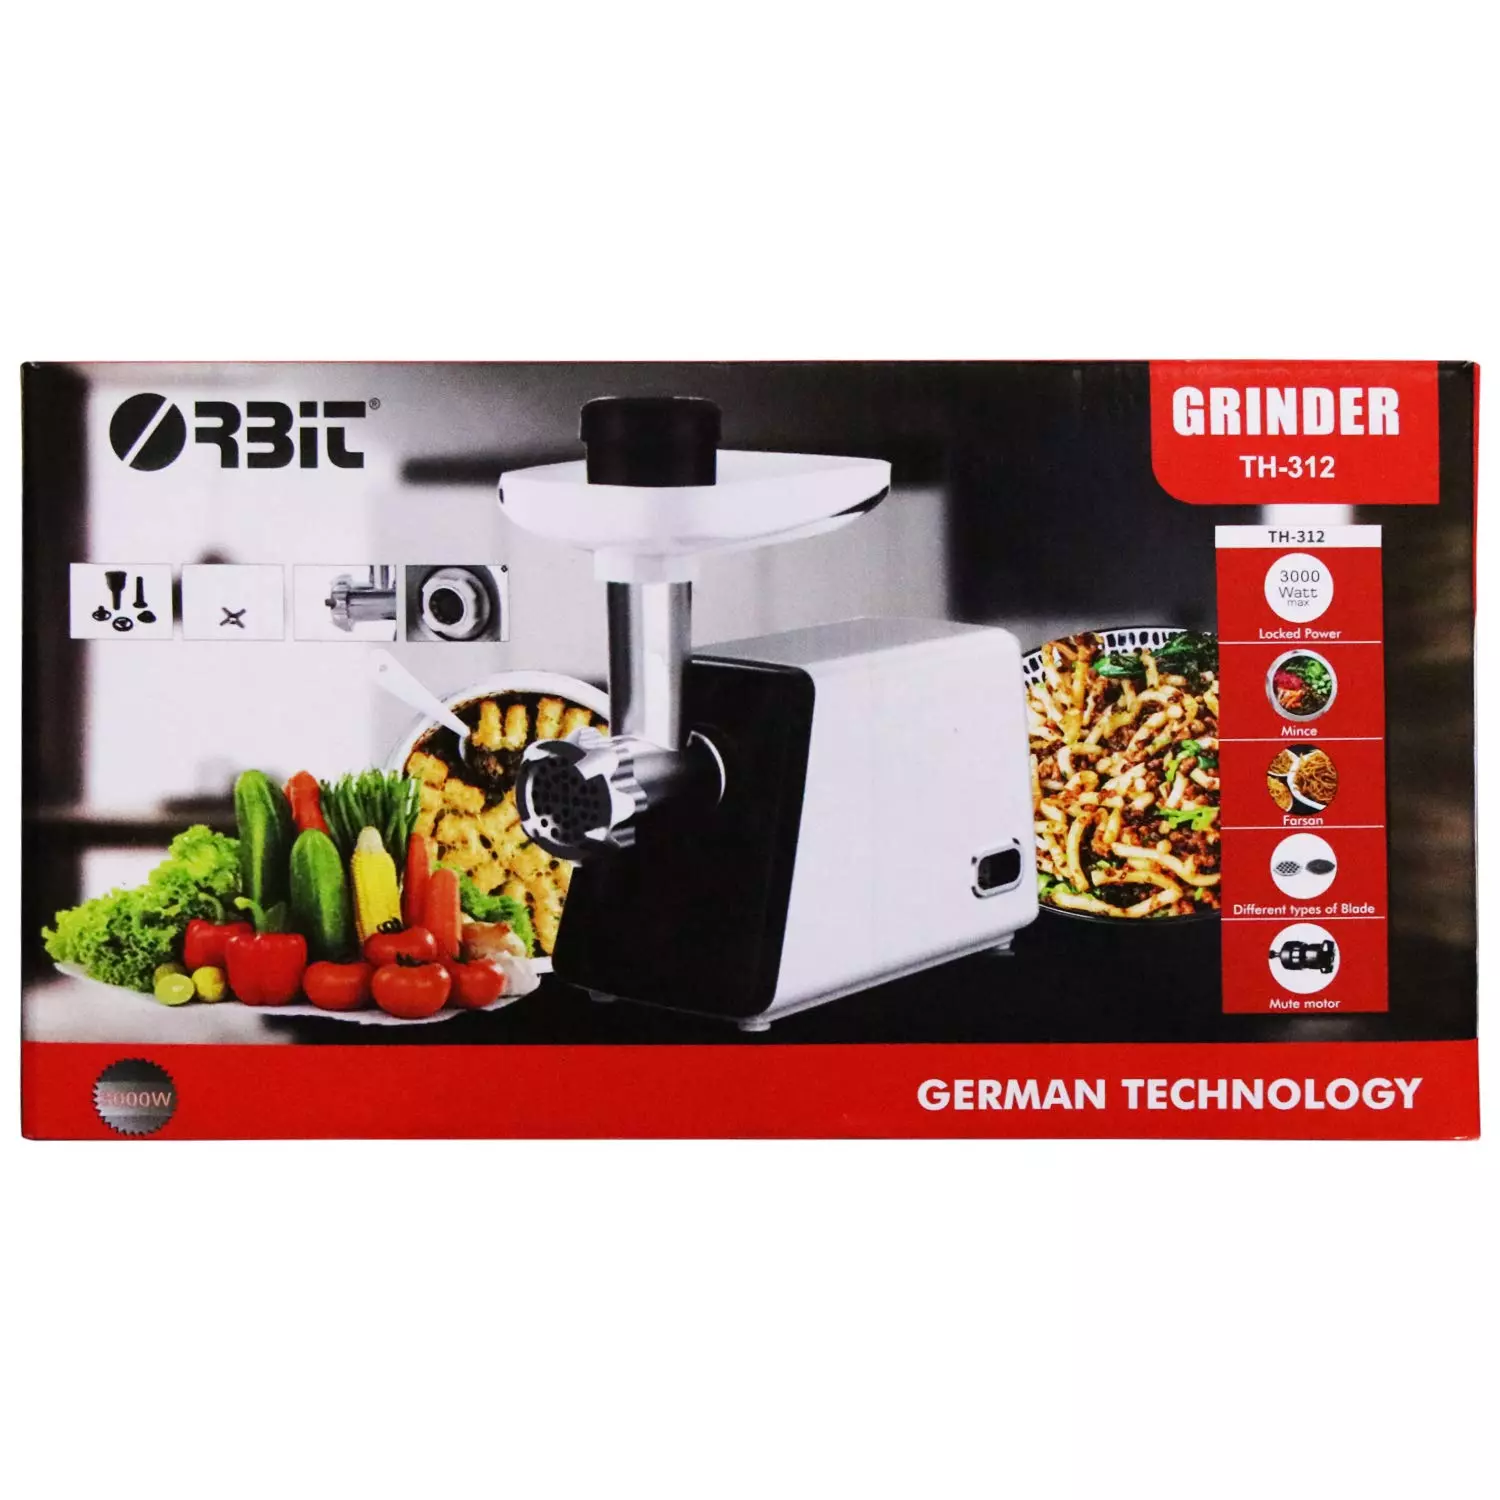 ORBIT®
GRINDER
TH-312
TH-312
3000
Watt
max
Locked Power
Mince
Farsan
Different types of Blade
Mute motor
3000W
GERMAN TECHNOLOGY